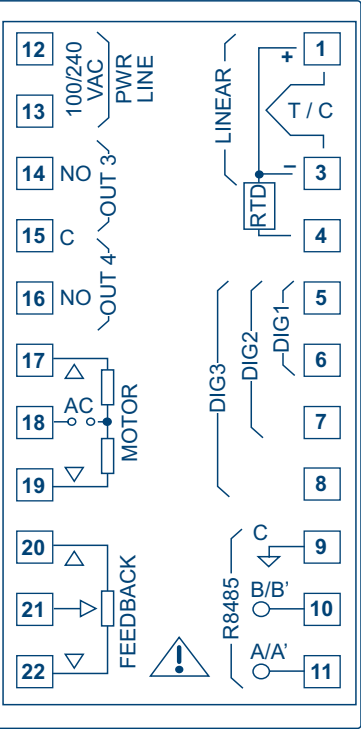 12
100/240
VAC
PWR
LINE
13
14
NO
OUT 3
15
C
OUT 4
16
NO
17
18
AC
MOTOR
19
20
21
FEEDBACK
22
LINEAR
+
1
T / C
–
3
RTD
4
5
DIG1
6
DIG2
DIG3
7
8
C
9
R8485
B/B'
10
A/A'
11
!